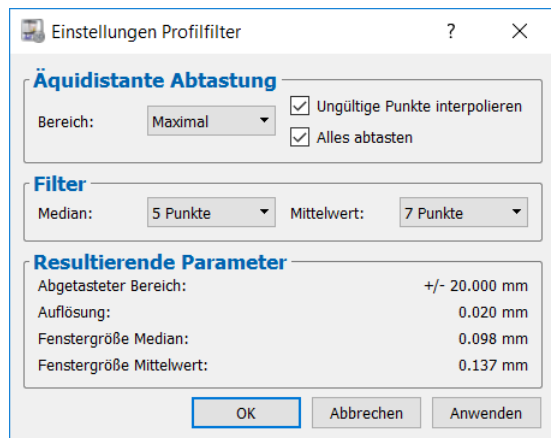 Einstellungen Profilfilter
Äquidistante Abtastung
Bereich: Maximal Ungültige Punkte interpolieren
Alles abtasten
Filter
Median: 5 Punkte Mittelwert: 7 Punkte
Resultierende Parameter
Abgetasteter Bereich: +/- 20.000 mm
Auflösung: 0.020 mm
Fenstergröße Median: 0.098 mm
Fenstergröße Mittelwert: 0.137 mm
OK Abbrechen Anwenden